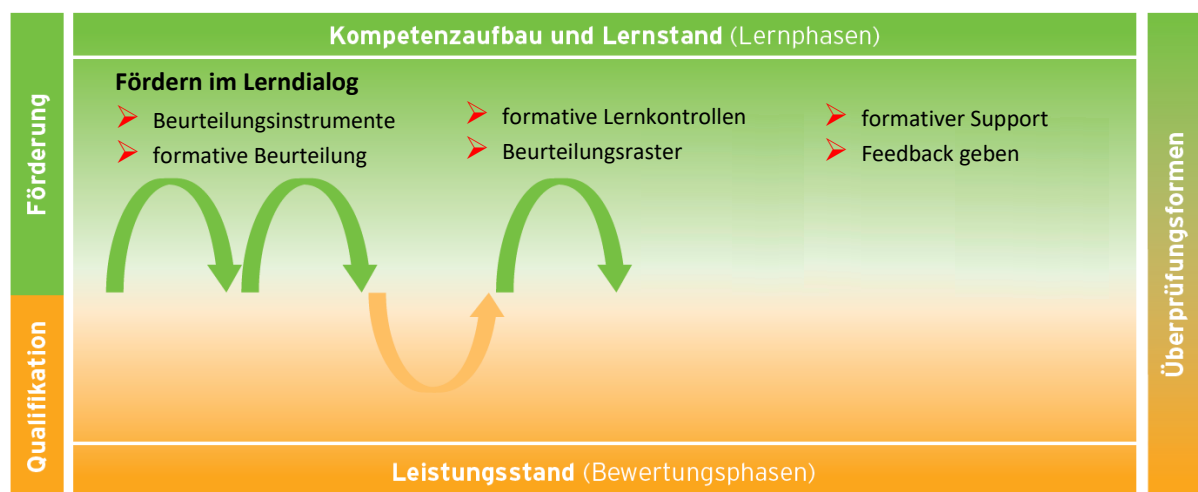 Kompetenzaufbau und Lernstand (Lernphasen)
Förderung
Fördern im Lerndialog
Beurteilungsinstrumente
formative Beurteilung
formative Lernkontrollen
Beurteilungsraster
formativer Support
Feedback geben
Überprüfungsformen
Qualifikation
Leistungsstand (Bewertungsphasen)